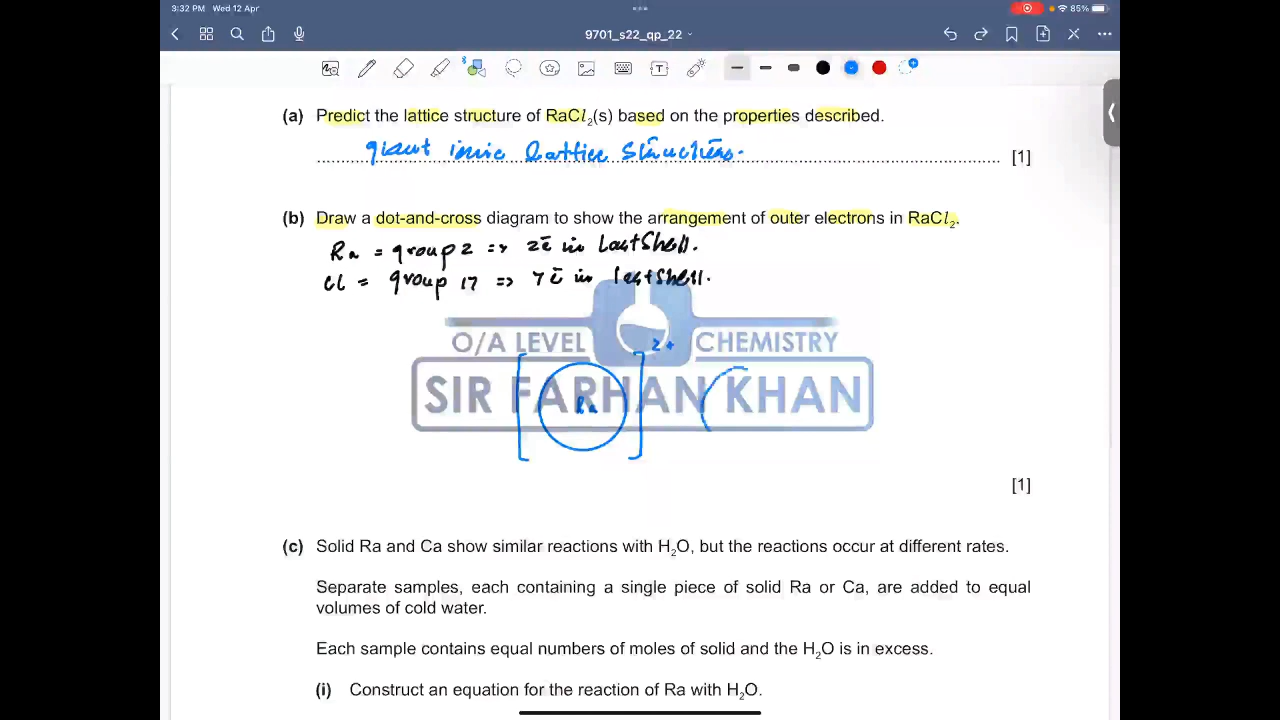 3:32 PM Wed 12 Apr
85%
9701_s22_qp_22
(a) Predict the lattice structure of RaCl₂(s) based on the properties described.
giant ionic lattice structure.
[1]
(b) Draw a dot-and-cross diagram to show the arrangement of outer electrons in RaCl₂.
Ra = group 2 => 2ē in last shell.
Cl = group 17 => 7ē in last shell.
O/A LEVEL CHEMISTRY
SIR FARHAN KHAN
2+
Ra
[1]
(c) Solid Ra and Ca show similar reactions with H₂O, but the reactions occur at different rates.
Separate samples, each containing a single piece of solid Ra or Ca, are added to equal
volumes of cold water.
Each sample contains equal numbers of moles of solid and the H₂O is in excess.
(i) Construct an equation for the reaction of Ra with H₂O.